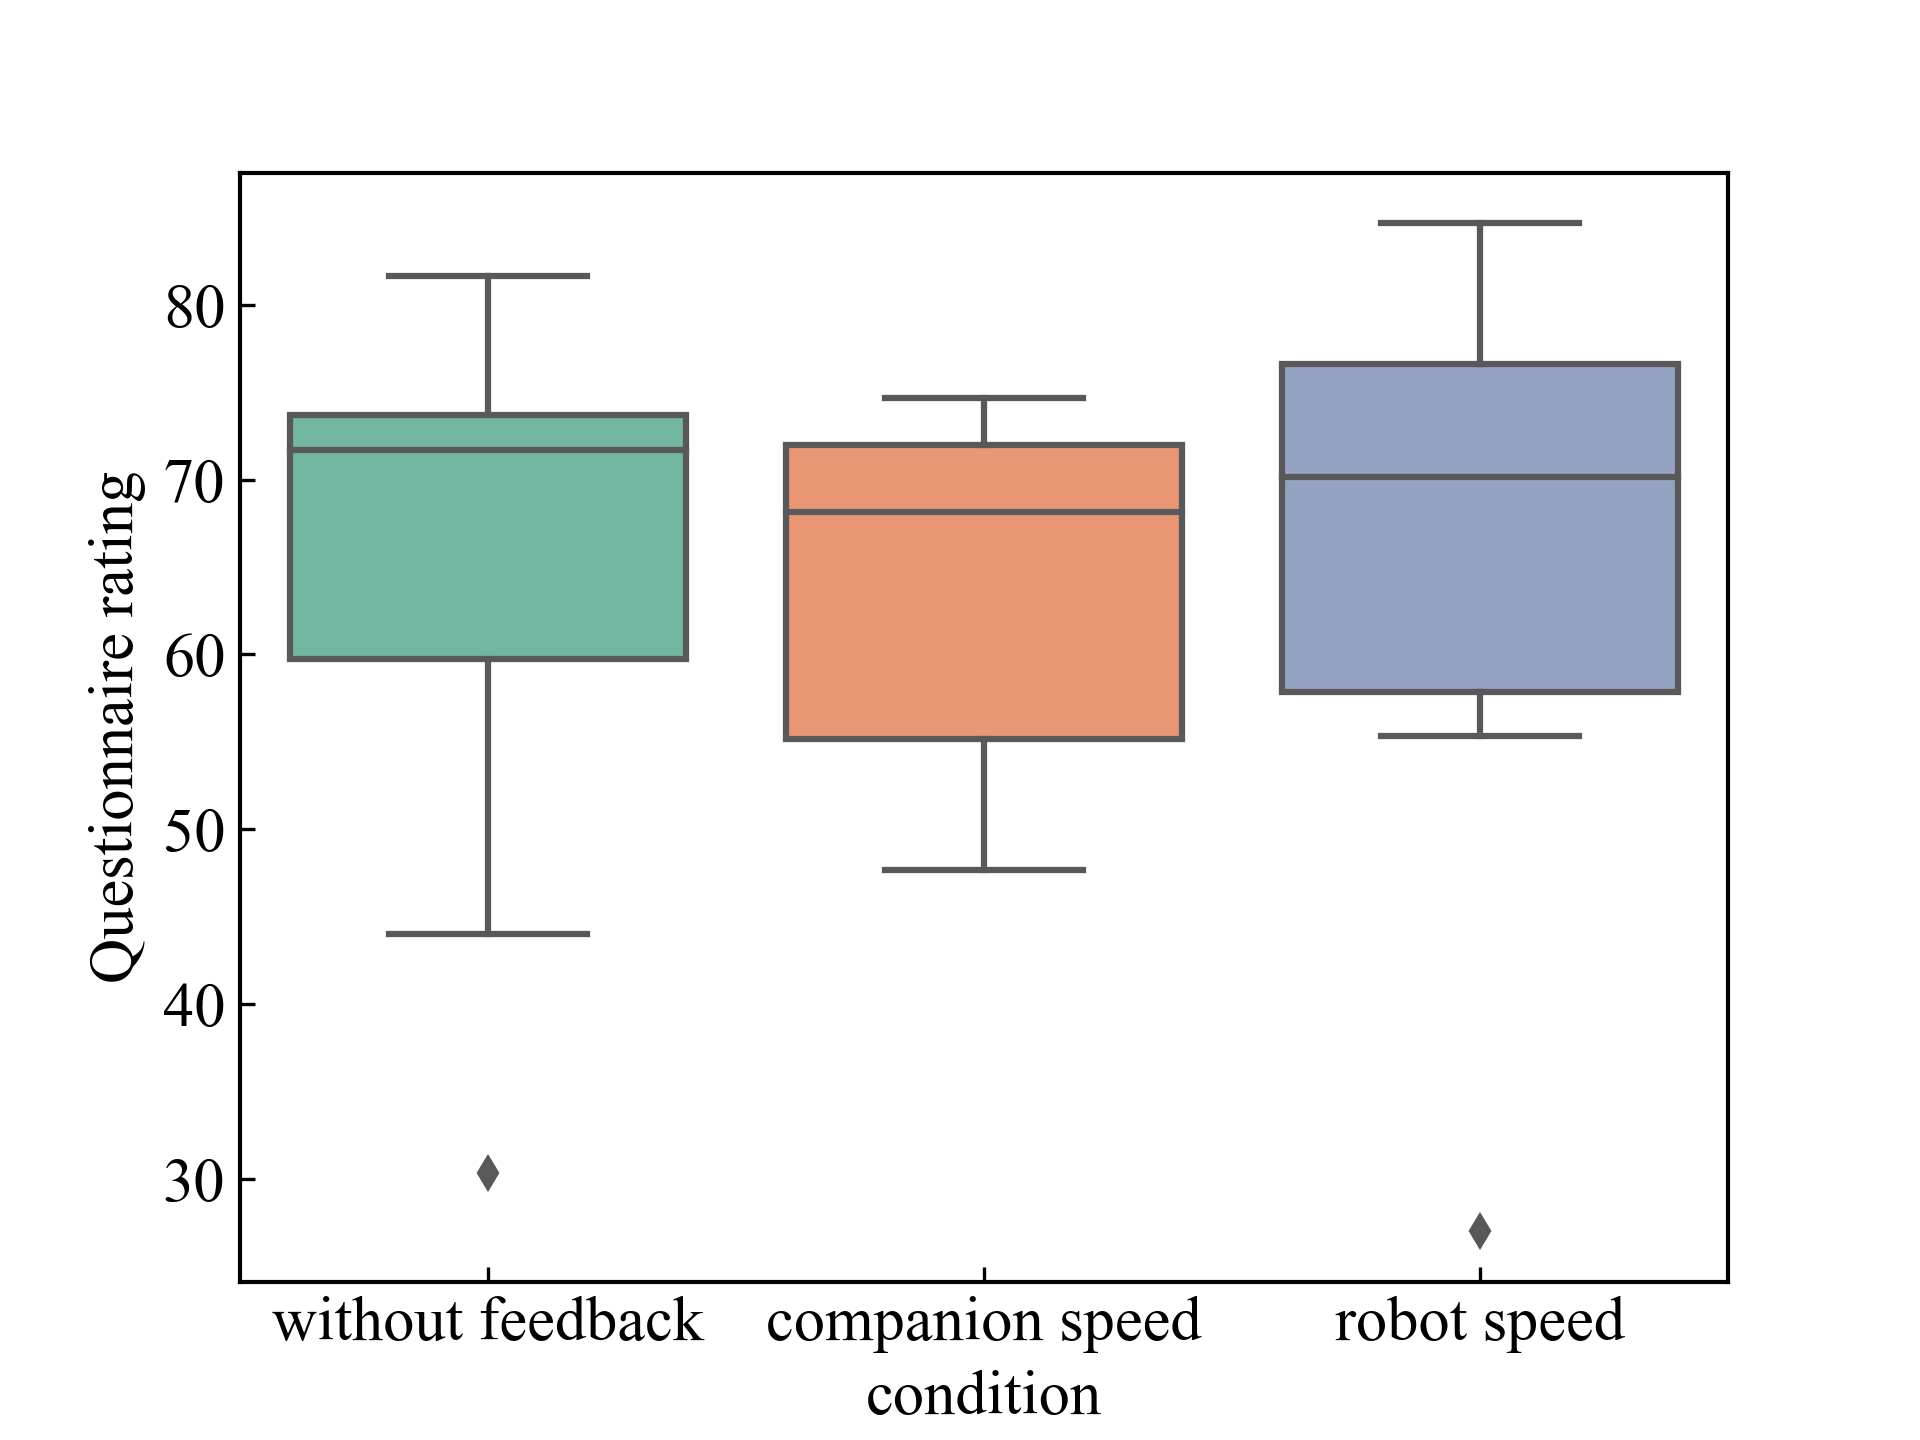 80
70
60
50
40
30
Questionnaire rating
without feedback companion speed robot speed
condition